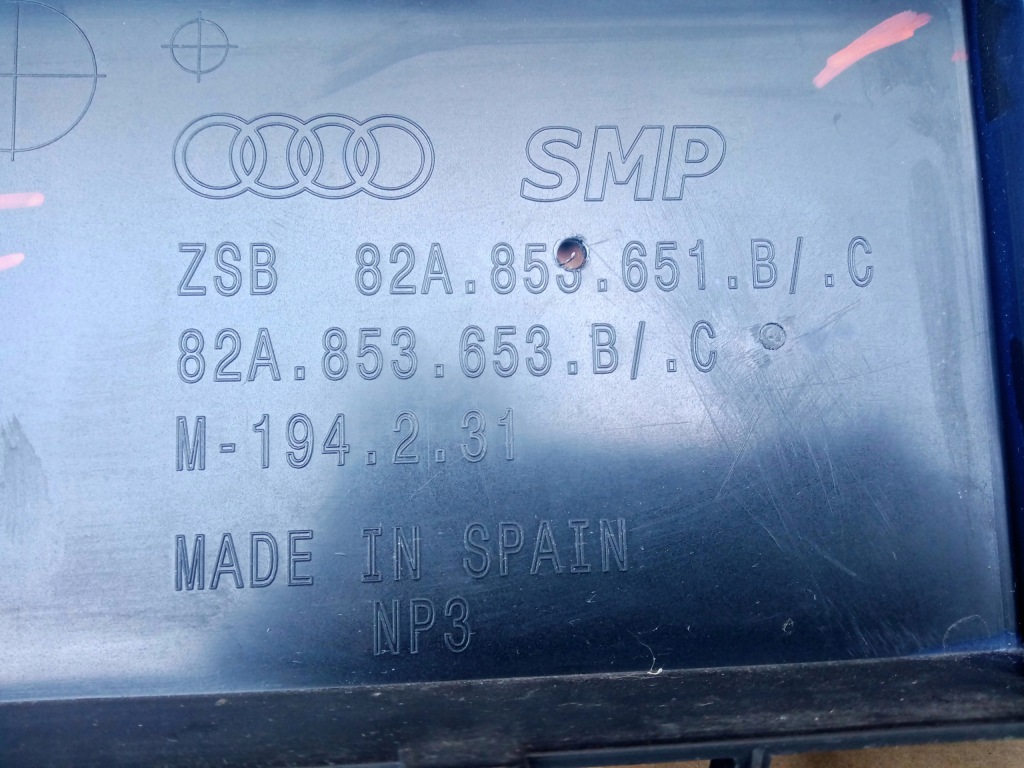 SMP
ZSB 82A.853.651.B/.C
82A.853.653.B/.C
M-194.2.31
MADE IN SPAIN
NP3